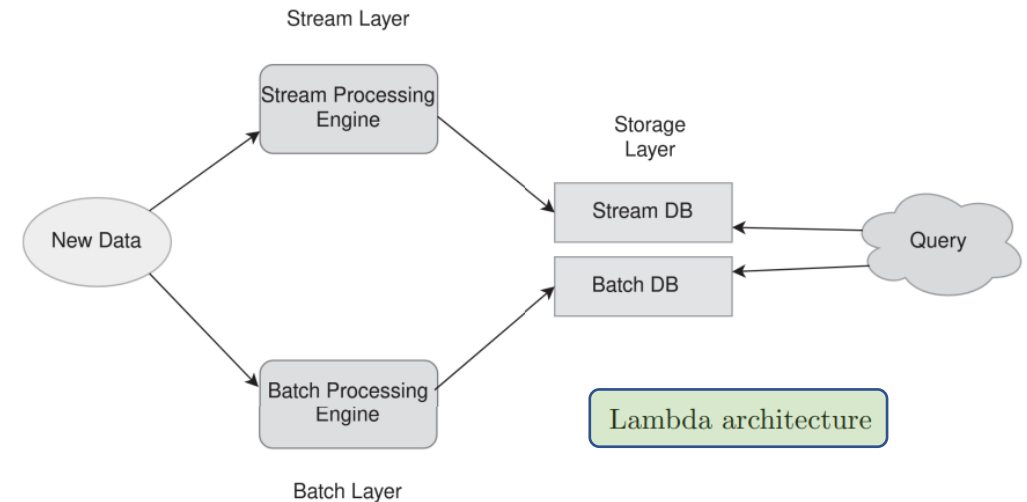 Stream Layer
Stream Processing
Engine
Storage
Layer
Stream DB
New Data
Query
Batch DB
Batch Processing
Engine
Lambda architecture
Batch Layer